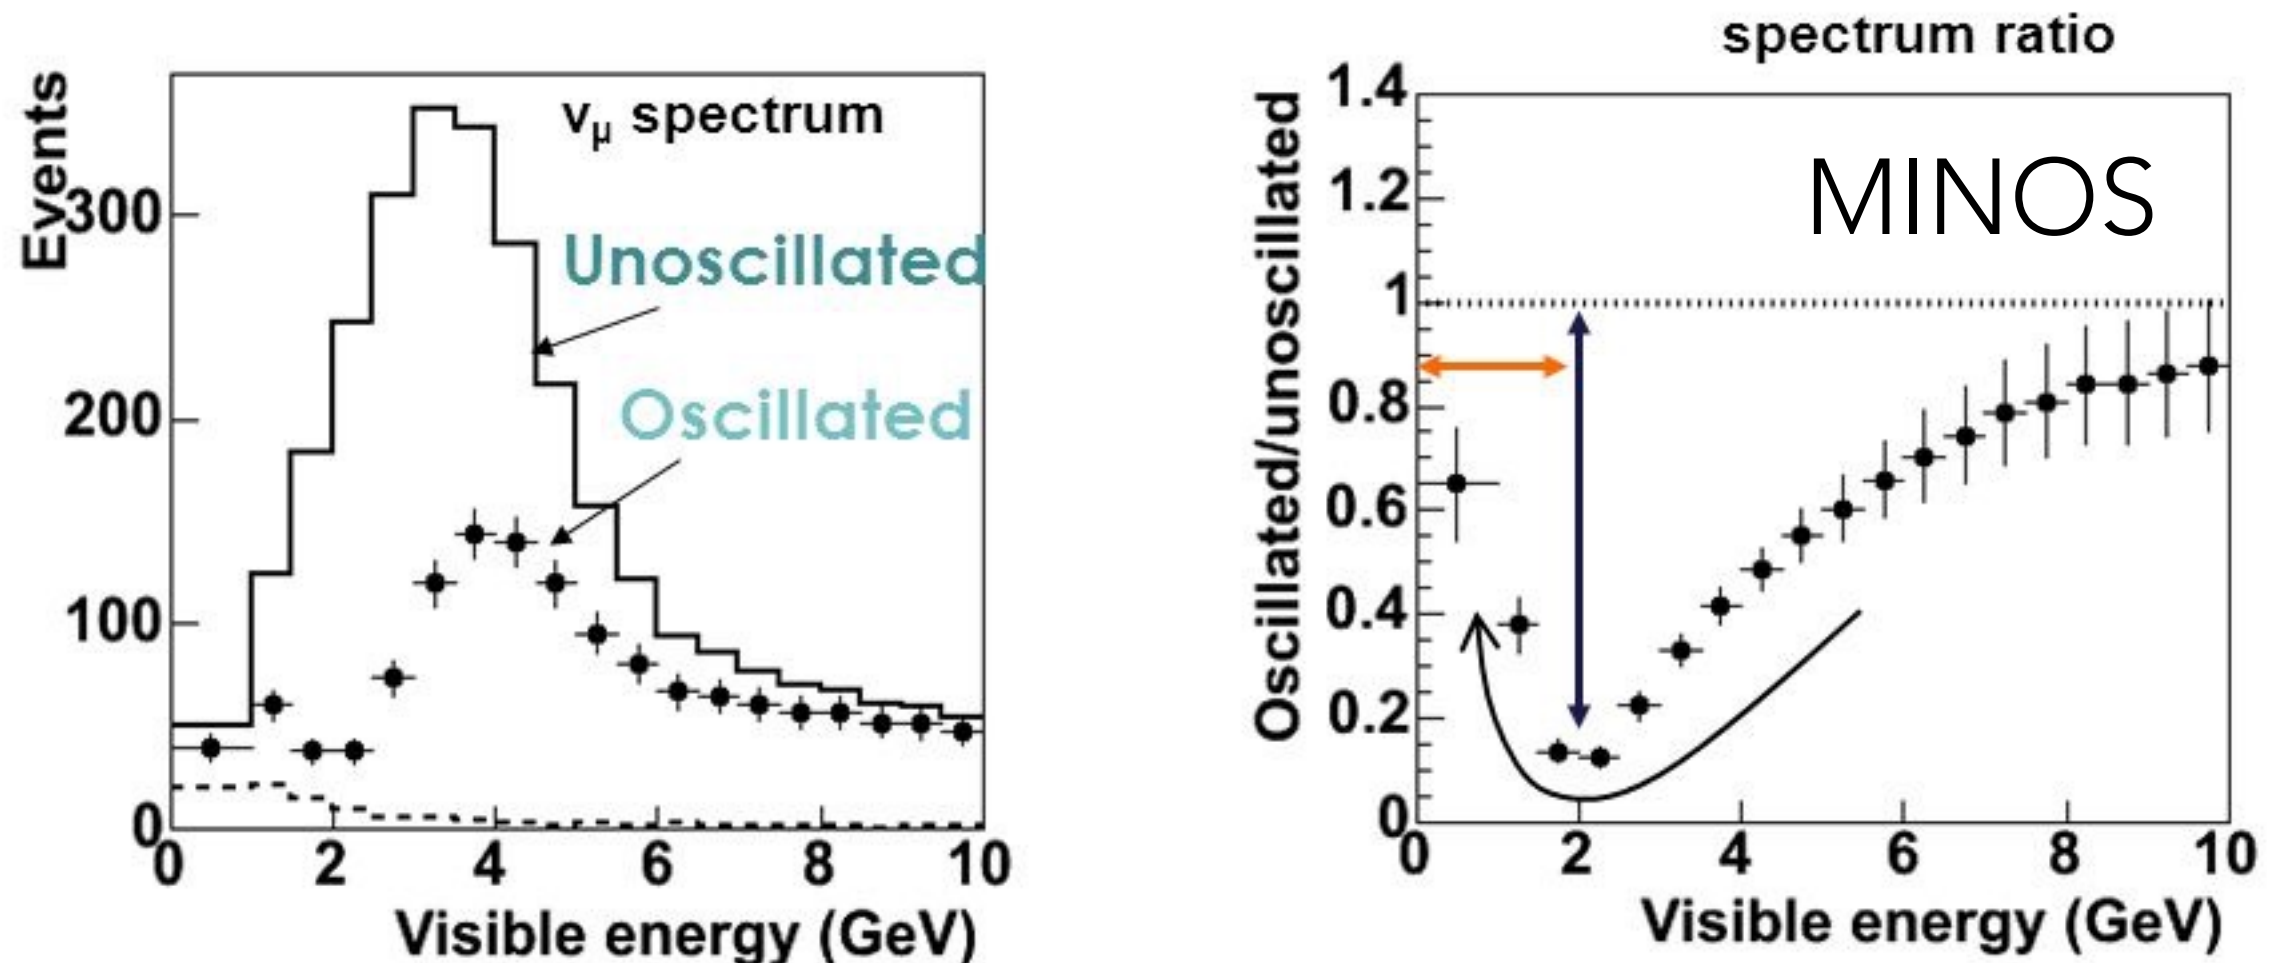 Events
300
200
100
0
0 2 4 6 8 10
Visible energy (GeV)
νμ spectrum
Unoscillated
Oscillated
spectrum ratio
MINOS
Oscillated/unoscillated
1.4
1.2
1
0.8
0.6
0.4
0.2
0
0 2 4 6 8 10
Visible energy (GeV)